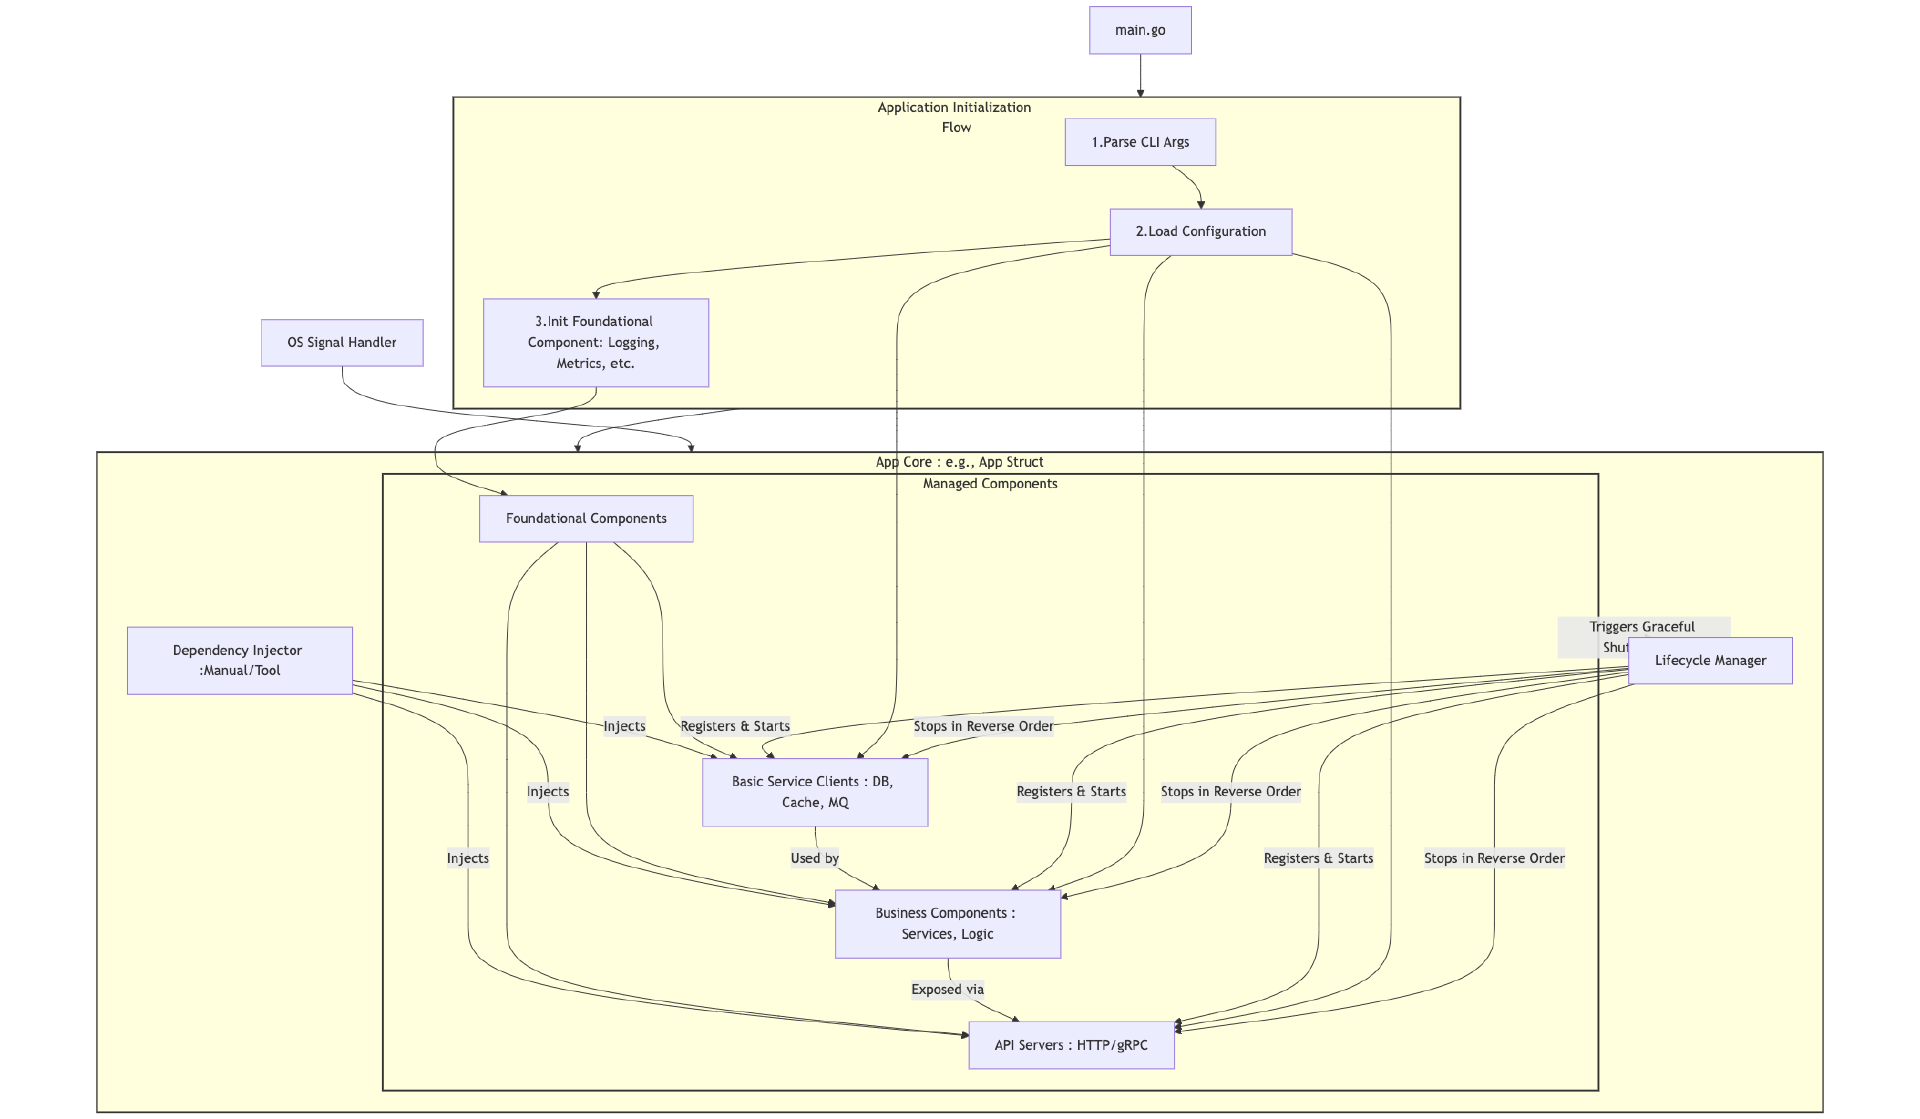 main.go
Application Initialization
Flow
1.Parse CLI Args
2.Load Configuration
3.Init Foundational
Component: Logging,
Metrics, etc.
OS Signal Handler
App Core : e.g., App Struct
Managed Components
Foundational Components
Dependency Injector
:Manual/Tool
Triggers Graceful
Lifecycle Manager
Injects
Registers & Starts
Stops in Reverse Order
Basic Service Clients : DB,
Cache, MQ
Injects
Registers & Starts
Stops in Reverse Order
Used by
Injects
Registers & Starts
Stops in Reverse Order
Business Components :
Services, Logic
Exposed via
API Servers : HTTP/gRPC